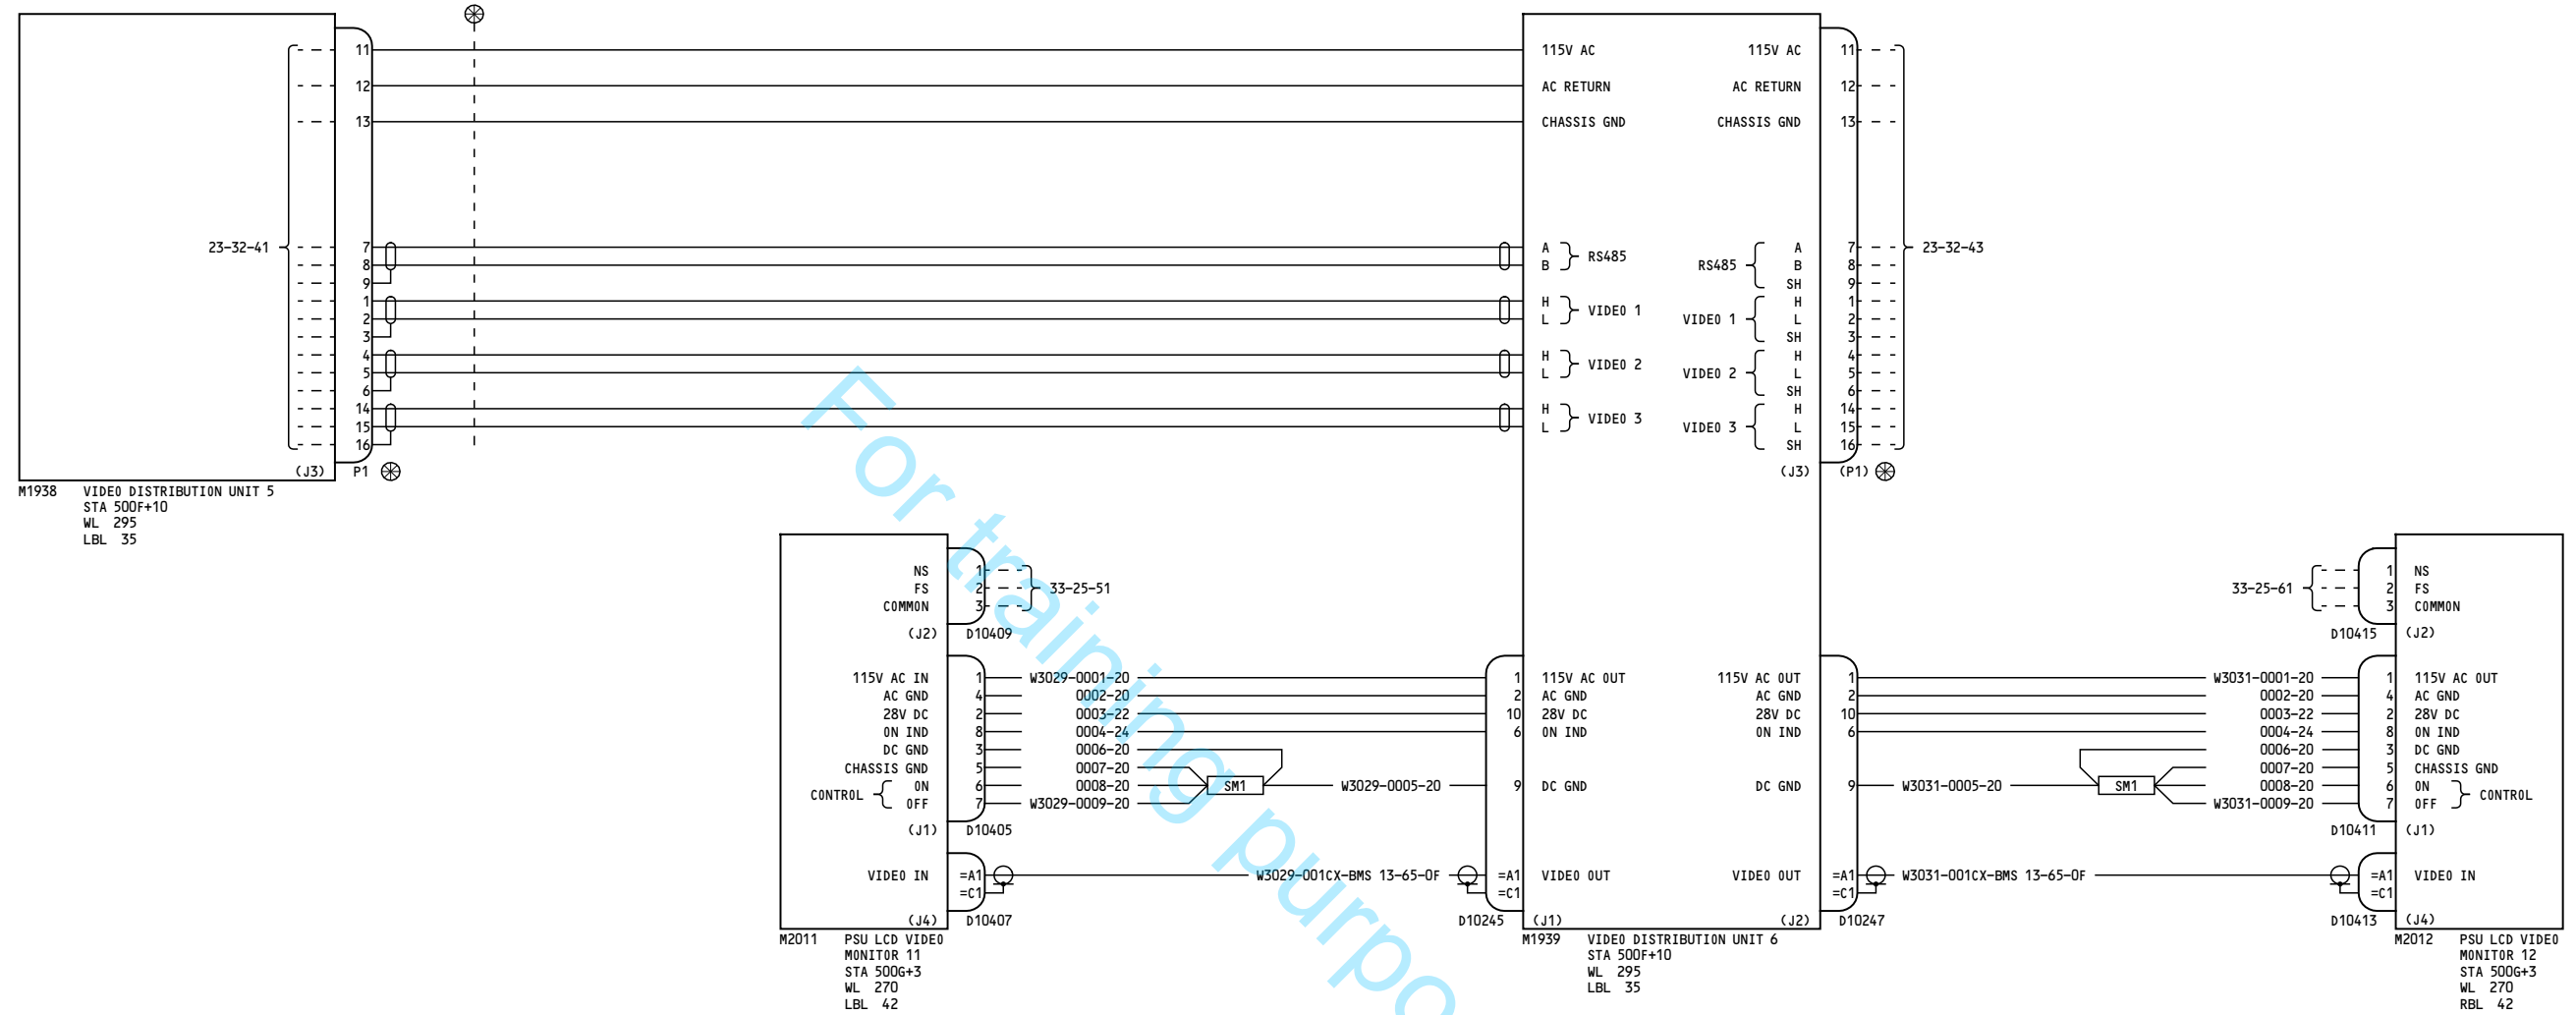 11
12
13
23-32-41
7
8
9
1
2
3
4
5
6
14
15
16
(J3) P1
M1938 VIDEO DISTRIBUTION UNIT 5
STA 500F+10
WL 295
LBL 35
115V AC 115V AC 11
AC RETURN AC RETURN 12
CHASSIS GND CHASSIS GND 13
A RS485 A 7 23-32-43
B RS485 B 8
SH 9
H VIDEO 1 H 1
L VIDEO 1 L 2
SH 3
H VIDEO 2 H 4
L VIDEO 2 L 5
SH 6
H VIDEO 3 H 14
L VIDEO 3 L 15
SH 16
(J3) (P1)
NS 1
FS 2 33-25-51
COMMON 3
(J2) D10409
1 NS
33-25-61 2 FS
3 COMMON
D10415 (J2)
115V AC IN 1 W3029-0001-20 1 115V AC OUT
AC GND 4 0002-20 2 AC GND
28V DC 2 0003-22 10 28V DC
ON IND 8 0004-24 6 ON IND
DC GND 3 0006-20
CHASSIS GND 5 0007-20
CONTROL ON 6 0008-20 SM1 W3029-0005-20 9 DC GND
OFF 7 W3029-0009-20
(J1) D10405
VIDEO IN =A1 W3029-001CX-BMS 13-65-0F =A1 VIDEO OUT
=C1 =C1
(J4) D10407 D10245 (J1)
115V AC OUT 1 W3031-0001-20 1 115V AC OUT
AC GND 2 0002-20 4 AC GND
28V DC 10 0003-22 2 28V DC
ON IND 6 0004-24 8 ON IND
0006-20 3 DC GND
0007-20 5 CHASSIS GND
DC GND 9 W3031-0005-20 SM1 0008-20 6 ON CONTROL
W3031-0009-20 7 OFF
D10411 (J1)
VIDEO OUT =A1 W3031-001CX-BMS 13-65-0F =A1 VIDEO IN
=C1 =C1
(J2) D10247 D10413 (J4)
M2011 PSU LCD VIDEO
MONITOR 11
STA 500G+3
WL 270
LBL 42
M1939 VIDEO DISTRIBUTION UNIT 6
STA 500F+10
WL 295
LBL 35
M2012 PSU LCD VIDEO
MONITOR 12
STA 500G+3
WL 270
RBL 42
For training purpo